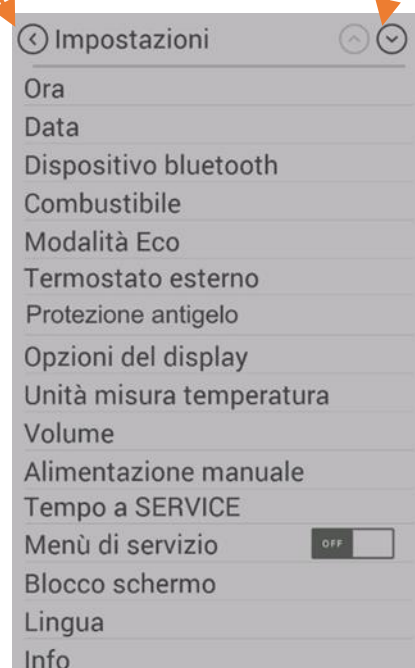 Impostazioni
Ora
Data
Dispositivo bluetooth
Combustibile
Modalità Eco
Termostato esterno
Protezione antigelo
Opzioni del display
Unità misura temperatura
Volume
Alimentazione manuale
Tempo a SERVICE
Menù di servizio OFF
Blocco schermo
Lingua
Info